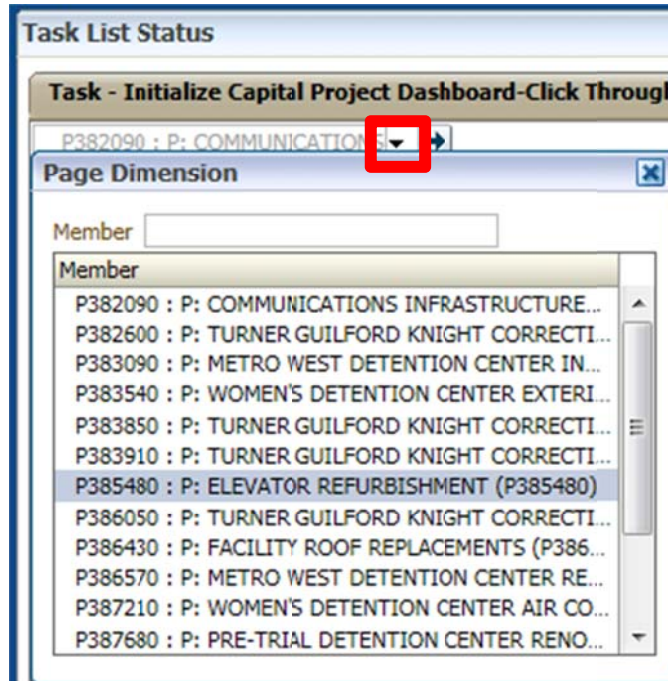 Task List Status
Task - Initialize Capital Project Dashboard-Click Throug
P382090 : P: COMMUNICATIONS
Page Dimension
Member
Member
P382090 : P: COMMUNICATIONS INFRASTRUCTURE...
P382600 : P: TURNER GUILFORD KNIGHT CORRECTI...
P383090 : P: METRO WEST DETENTION CENTER IN...
P383540 : P: WOMEN'S DETENTION CENTER EXTERI...
P383850 : P: TURNER GUILFORD KNIGHT CORRECTI...
P383910 : P: TURNER GUILFORD KNIGHT CORRECTI...
P385480 : P: ELEVATOR REFURBISHMENT (P385480)
P386050 : P: TURNER GUILFORD KNIGHT CORRECTI...
P386430 : P: FACILITY ROOF REPLACEMENTS (P386...
P386570 : P: METRO WEST DETENTION CENTER RE...
P387210 : P: WOMEN'S DETENTION CENTER AIR CO...
P387680 : P: PRE-TRIAL DETENTION CENTER RENO...